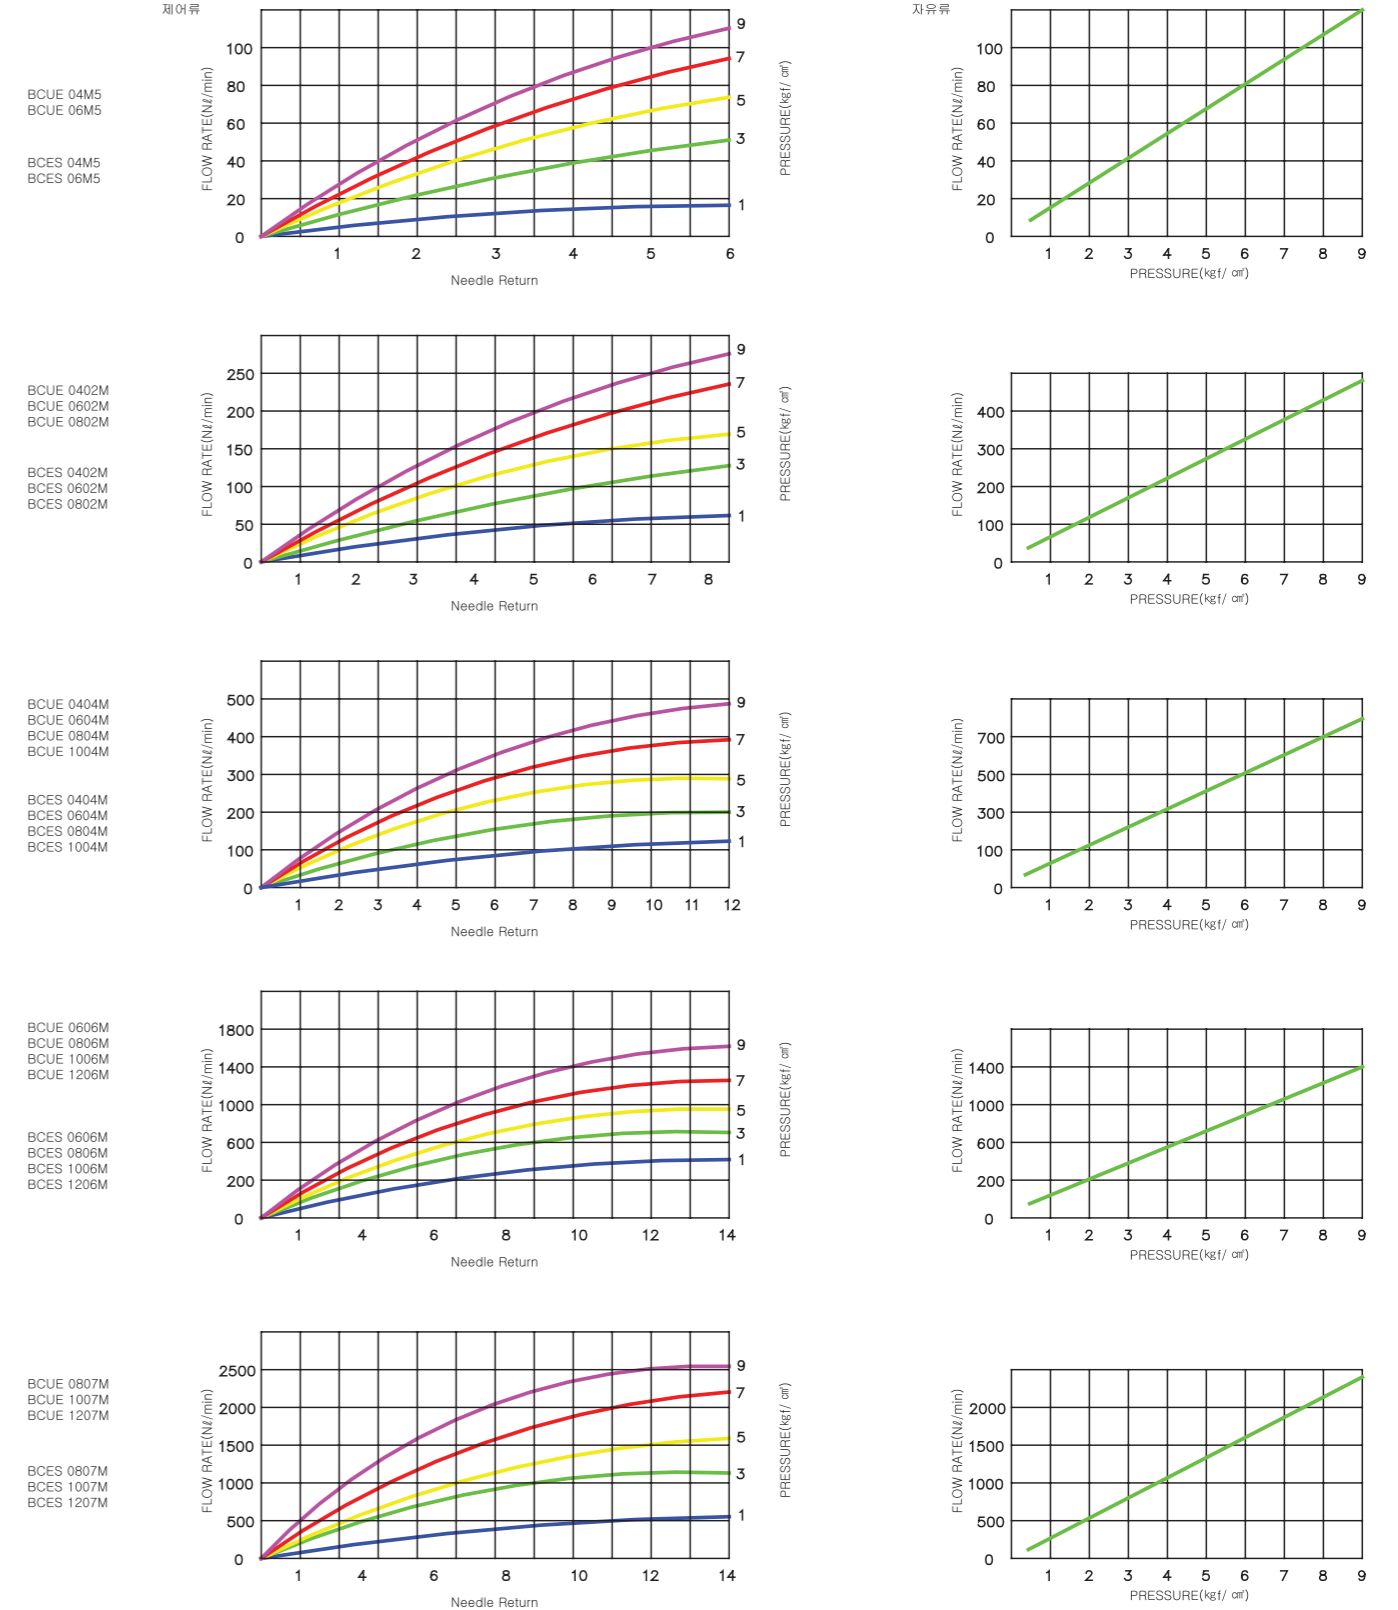 제어류
자유류
BCUE 04M5
BCUE 06M5
BCES 04M5
BCES 06M5
FLOW RATE(Nℓ/min)
100
80
60
40
20
0
1 2 3 4 5 6
Needle Return
9
7
5
3
1
PRESSURE(kgf/㎠)
FLOW RATE(Nℓ/min)
100
80
60
40
20
0
1 2 3 4 5 6 7 8 9
PRESSURE(kgf/㎠)
BCUE 0402M
BCUE 0602M
BCUE 0802M
BCES 0402M
BCES 0602M
BCES 0802M
FLOW RATE(Nℓ/min)
250
200
150
100
50
0
1 2 3 4 5 6 7 8
Needle Return
9
7
5
3
1
PRESSURE(kgf/㎠)
FLOW RATE(Nℓ/min)
400
300
200
100
0
1 2 3 4 5 6 7 8 9
PRESSURE(kgf/㎠)
BCUE 0404M
BCUE 0604M
BCUE 0804M
BCUE 1004M
BCES 0404M
BCES 0604M
BCES 0804M
BCES 1004M
FLOW RATE(Nℓ/min)
500
400
300
200
100
0
1 2 3 4 5 6 7 8 9 10 11 12
Needle Return
9
7
5
3
1
PRESSURE(kgf/㎠)
FLOW RATE(Nℓ/min)
700
500
300
100
0
1 2 3 4 5 6 7 8 9
PRESSURE(kgf/㎠)
BCUE 0606M
BCUE 0806M
BCUE 1006M
BCUE 1206M
BCES 0606M
BCES 0806M
BCES 1006M
BCES 1206M
FLOW RATE(Nℓ/min)
1800
1400
1000
600
200
0
1 4 6 8 10 12 14
Needle Return
9
7
5
3
1
PRESSURE(kgf/㎠)
FLOW RATE(Nℓ/min)
1400
1000
600
200
0
1 2 3 4 5 6 7 8 9
PRESSURE(kgf/㎠)
BCUE 0807M
BCUE 1007M
BCUE 1207M
BCES 0807M
BCES 1007M
BCES 1207M
FLOW RATE(Nℓ/min)
2500
2000
1500
1000
500
0
1 4 6 8 10 12 14
Needle Return
9
7
5
3
1
PRESSURE(kgf/㎠)
FLOW RATE(Nℓ/min)
2000
1500
1000
500
0
1 2 3 4 5 6 7 8 9
PRESSURE(kgf/㎠)